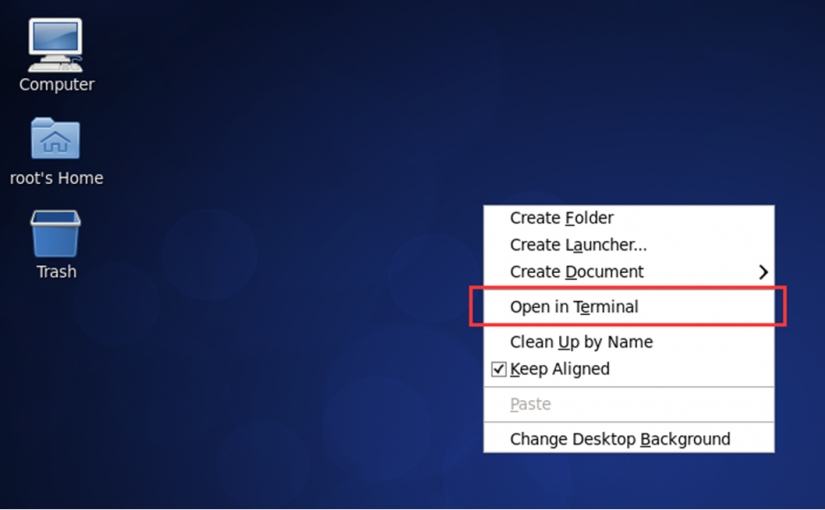 Computer
root's Home
Trash
Create Folder
Create Launcher...
Create Document
Open in Terminal
Clean Up by Name
Keep Aligned
Paste
Change Desktop Background